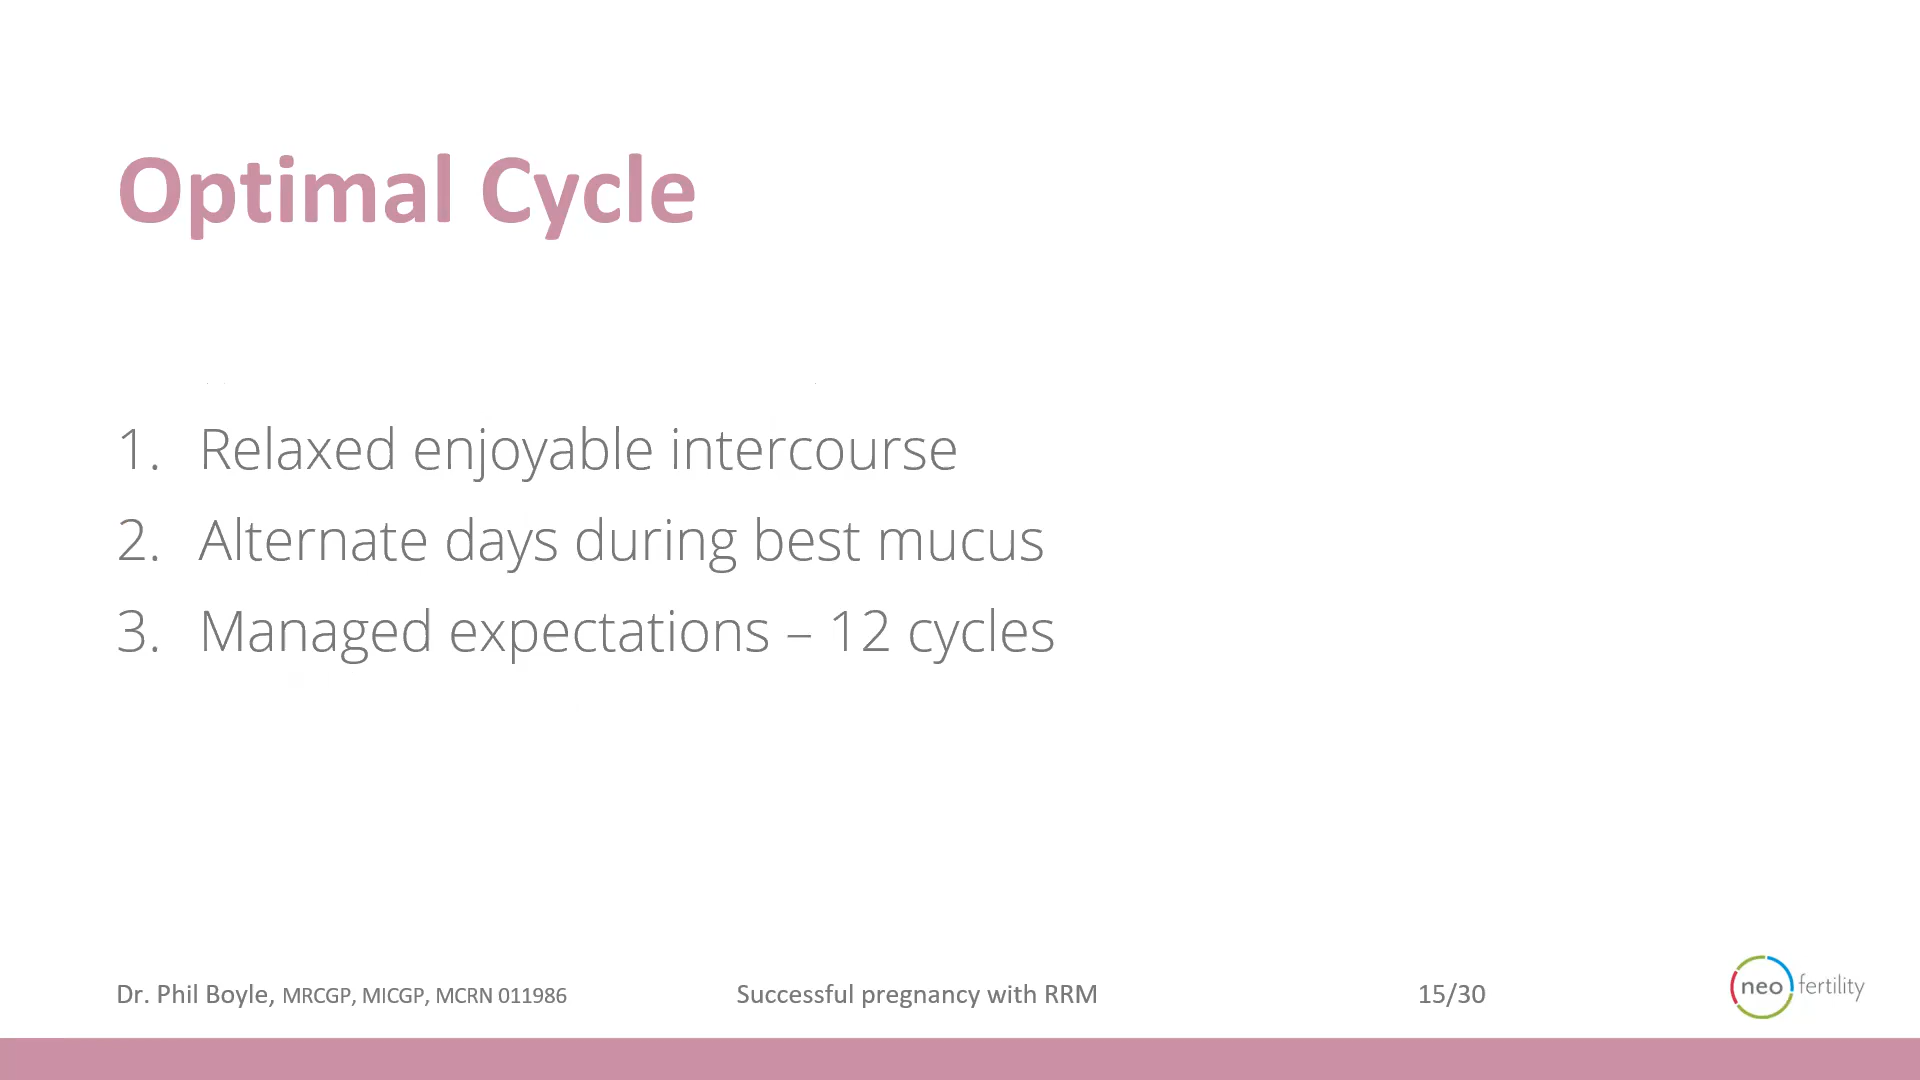 Optimal Cycle
1. Relaxed enjoyable intercourse
2. Alternate days during best mucus
3. Managed expectations – 12 cycles
Dr. Phil Boyle, MRCGP, MICGP, MCRN 011986
Successful pregnancy with RRM
15/30
neo fertility